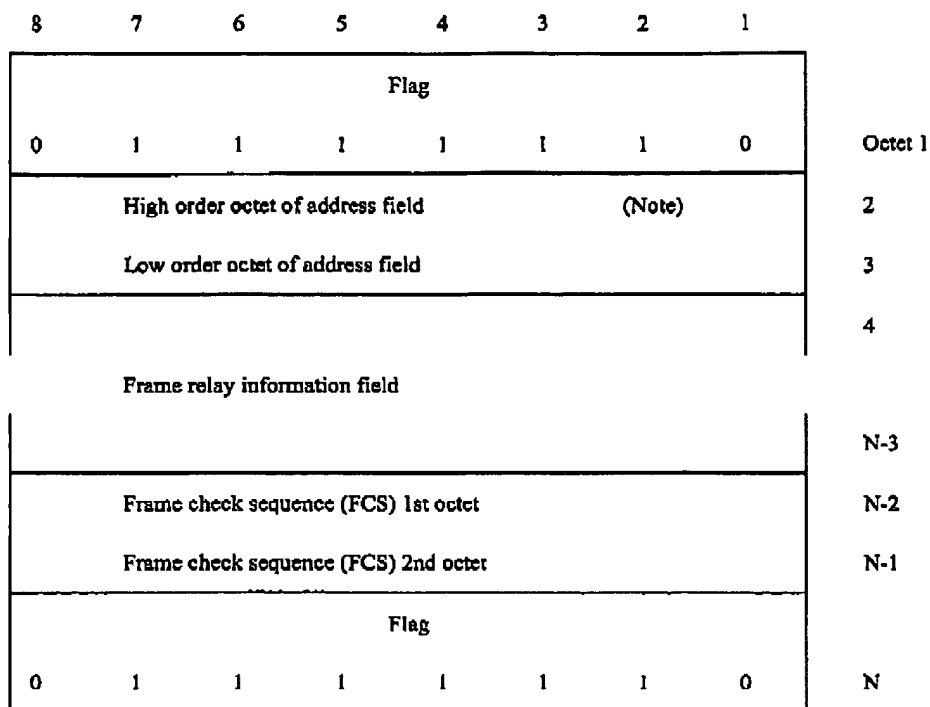 8 7 6 5 4 3 2 1
Flag
0 1 1 1 1 1 1 0 Octet 1
High order octet of address field (Note) 2
Low order octet of address field 3
4
Frame relay information field
N-3
Frame check sequence (FCS) 1st octet N-2
Frame check sequence (FCS) 2nd octet N-1
Flag
0 1 1 1 1 1 1 0 N